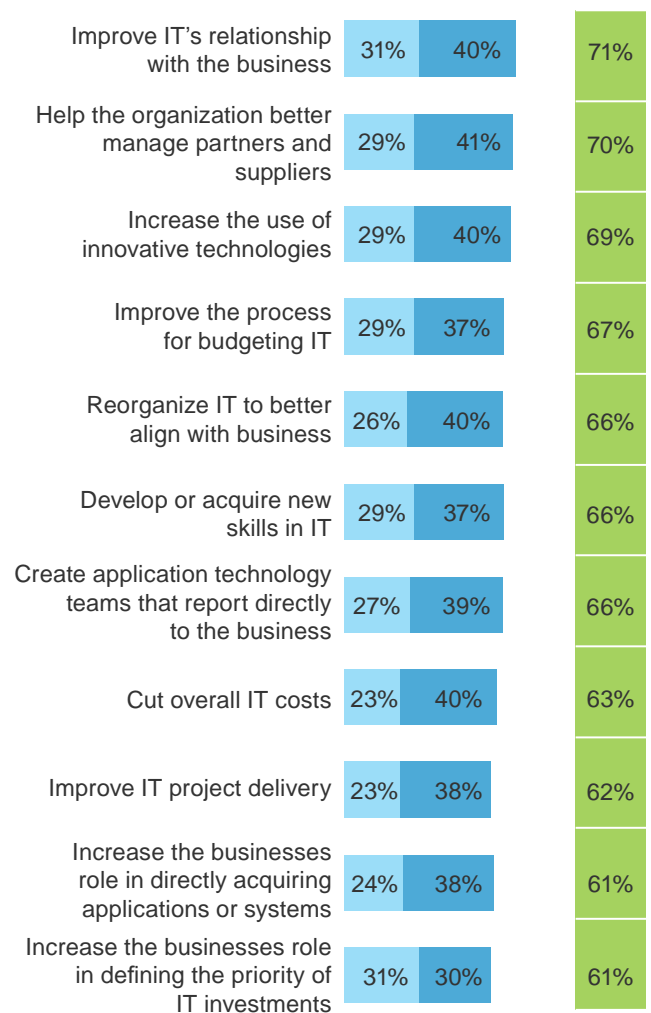 Improve IT's relationship
with the business
31% 40% 71%
Help the organization better
manage partners and
suppliers
29% 41% 70%
Increase the use of
innovative technologies
29% 40% 69%
Improve the process
for budgeting IT
29% 37% 67%
Reorganize IT to better
align with business
26% 40% 66%
Develop or acquire new
skills in IT
29% 37% 66%
Create application technology
teams that report directly
to the business
27% 39% 66%
Cut overall IT costs
23% 40% 63%
Improve IT project delivery
23% 38% 62%
Increase the businesses
role in directly acquiring
applications or systems
24% 38% 61%
Increase the businesses role
in defining the priority of
IT investments
31% 30% 61%